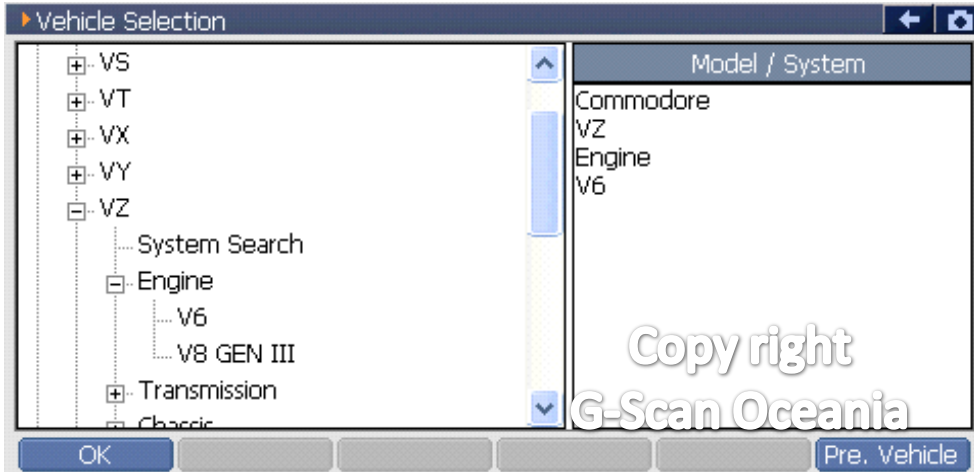 Vehicle Selection
VS
VT
VX
VY
VZ
System Search
Engine
V6
V8 GEN III
Transmission
Chassis
Model / System
Commodore
VZ
Engine
V6
Copy right
G-Scan Oceania
OK
Pre. Vehicle